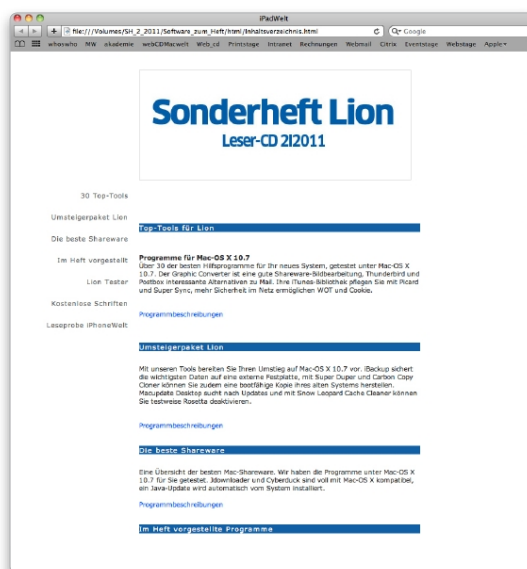 iPadWelt
file:///Volumes/SH_2_2011/Software_zum_Heft/html/Inhaltsverzeichnis.html
Google
whoswho MW akademie webCDMacwelt Web_cd Printstage Intranet Rechnungen Webmail Citrix Eventstage Webstage Apple
Sonderheft Lion
Leser-CD 2|2011
30 Top-Tools
Umsteigerpaket Lion
Die beste Shareware
Im Heft vorgestellt
Lion Teater
Kostenlose Schriften
Leseprobe iPhoneWelt
Top-Tools für Lion
Programme für Mac-OS X 10.7
Über 30 der besten Hilfsprogramme für Ihr neues System, getestet unter Mac-OS X
10.7. Der Graphic Converter ist eine gute Shareware-Bildbearbeitung, Thunderbird und
Postbox interessante Alternativen zu Mail. Ihre iTunes-Bibliothek pflegen Sie mit Picard
und Super Sync, mehr Sicherheit im Netz ermöglichen WOT und Cookie.
Programmbeschreibungen
Umsteigerpaket Lion
Mit unseren Tools bereiten Sie Ihren Umstieg auf Mac-OS X 10.7 vor. iBackup sichert
die wichtigsten Daten auf eine externe Festplatte, mit Super Duper und Carbon Copy
Cloner können Sie zudem eine bootfähige Kopie ihres alten Systems herstellen.
Macupdate Desktop sucht nach Updates und mit Snow Leopard Cache Cleaner können
Sie testweise Rosetta deaktivieren.
Programmbeschreibungen
Die beste Shareware
Eine Übersicht der besten Mac-Shareware. Wir haben die Programme unter Mac-OS X
10.7 für Sie getestet. Jdownloader und Cyberduck sind voll mit Mac-OS X kompatibel,
ein Java-Update wird automatisch vom System installiert.
Programmbeschreibungen
Im Heft vorgestellte Programme